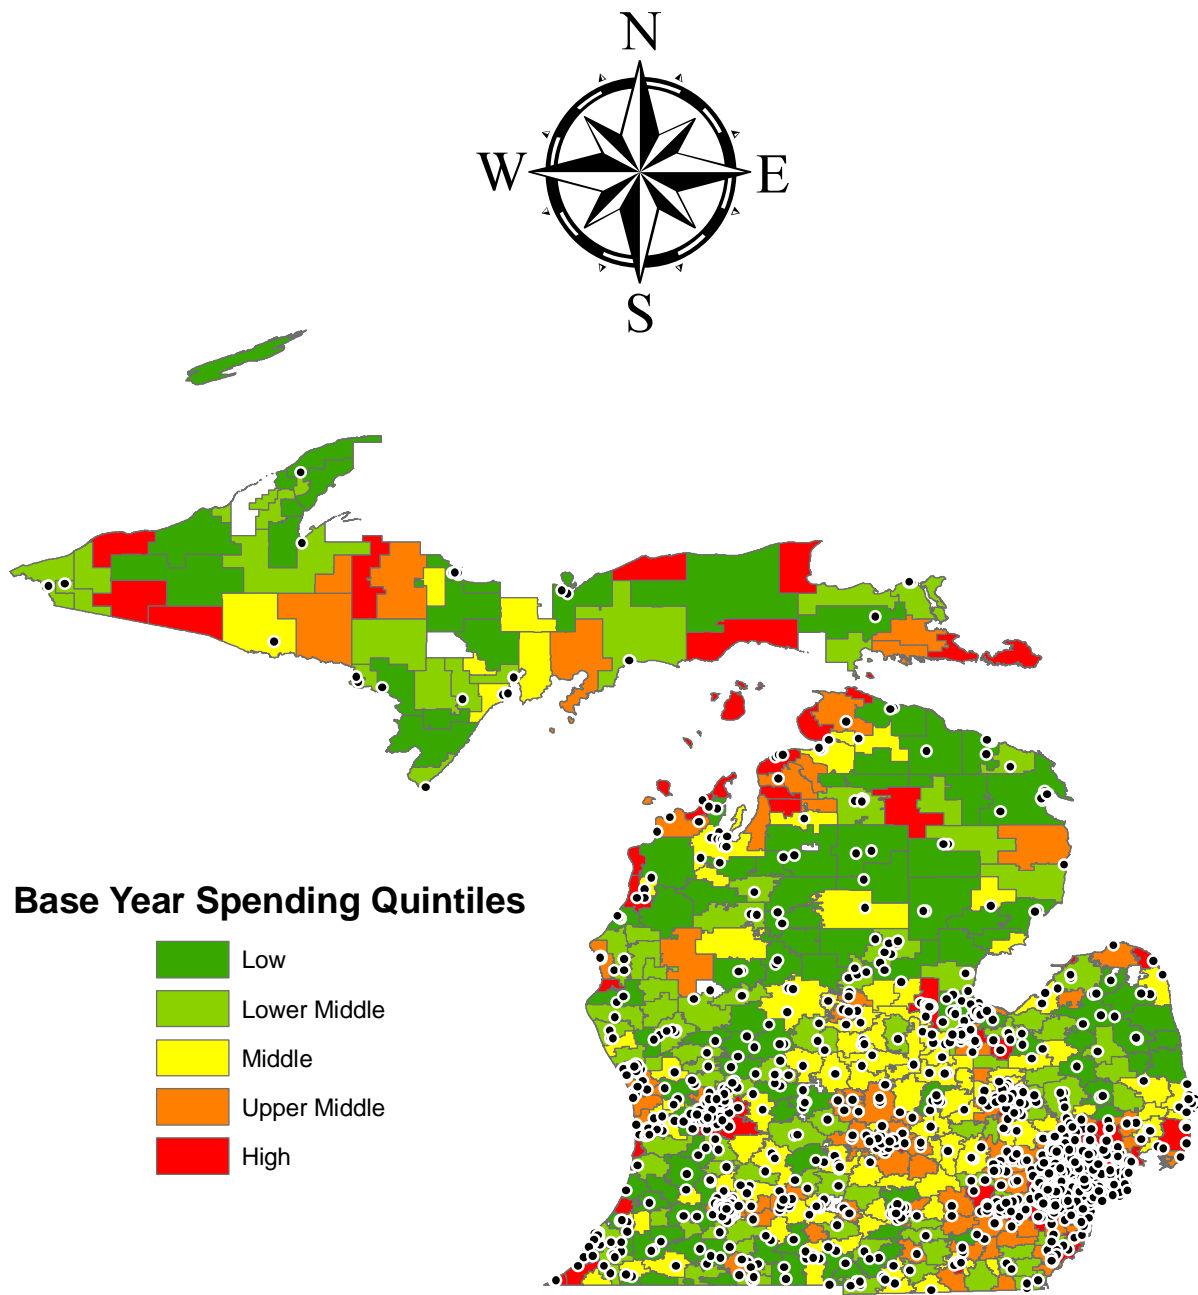 N
W
E
S
Base Year Spending Quintiles
Low
Lower Middle
Middle
Upper Middle
High